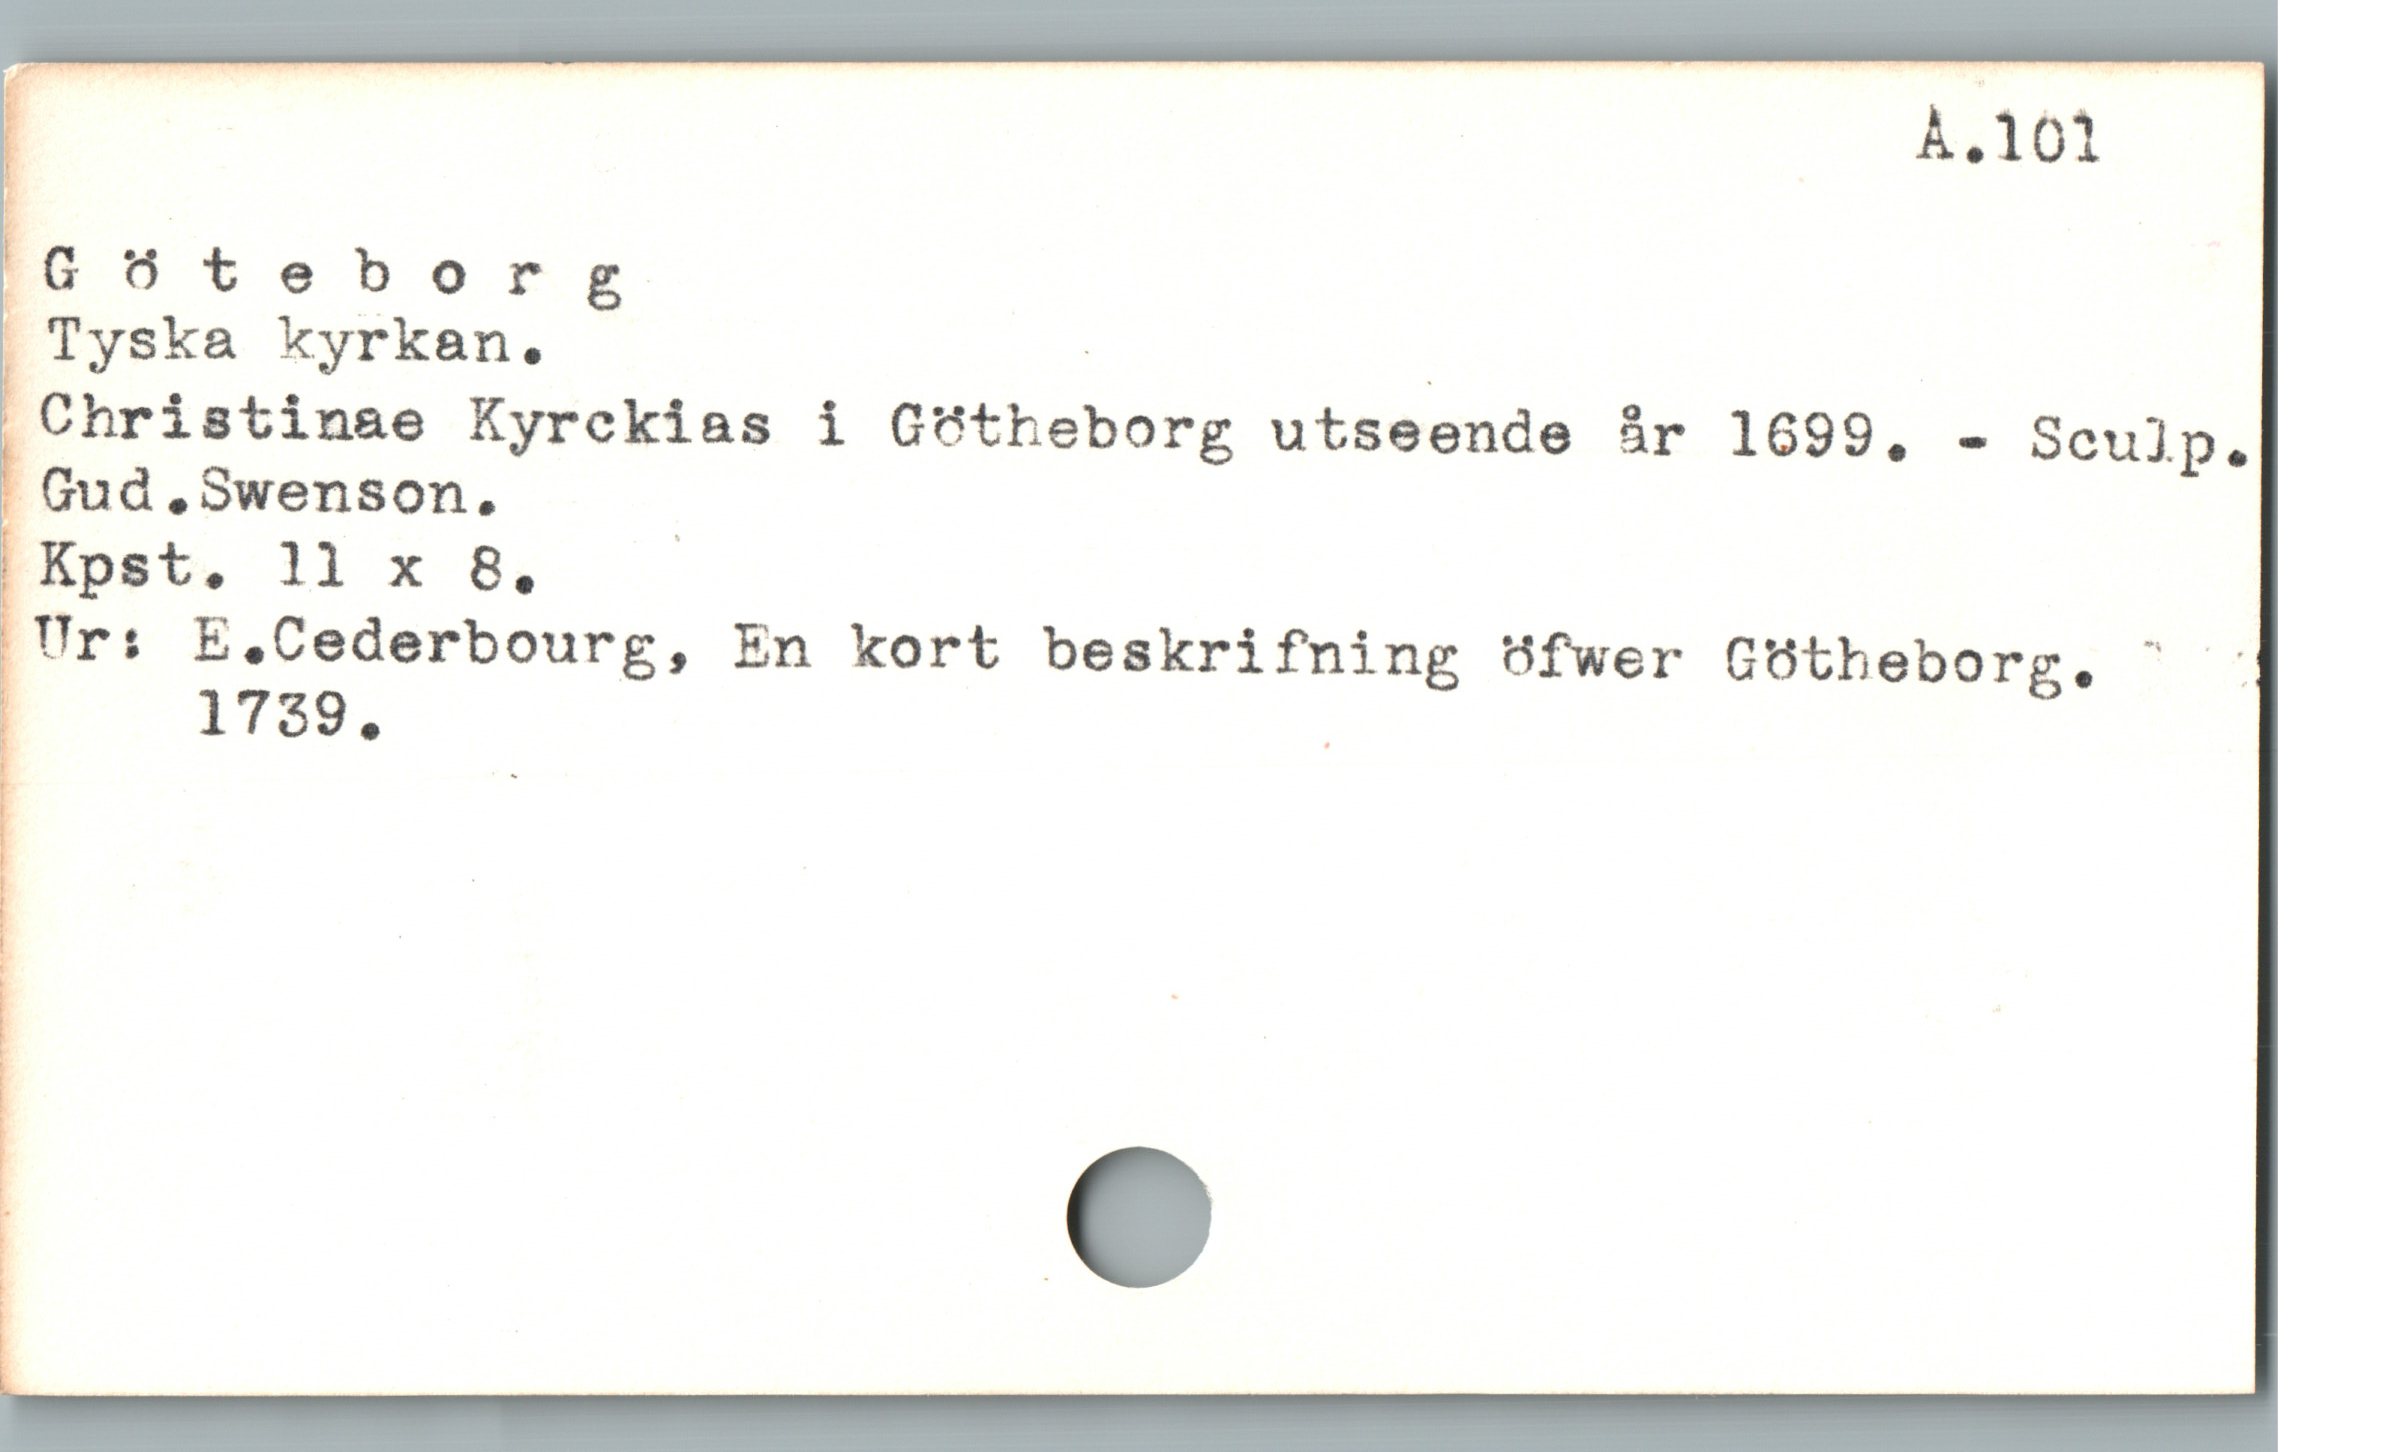 A.101
G ö t e b o r g
Tyska kyrkan.
Christinae Kyrckias i Götheborg utseende år 1699. - Sculp.
Gud.Swenson.
Kpst. 11 x 8.
Ur: E.Cederbourg, En kort beskrifning öfwer Götheborg.
1739.